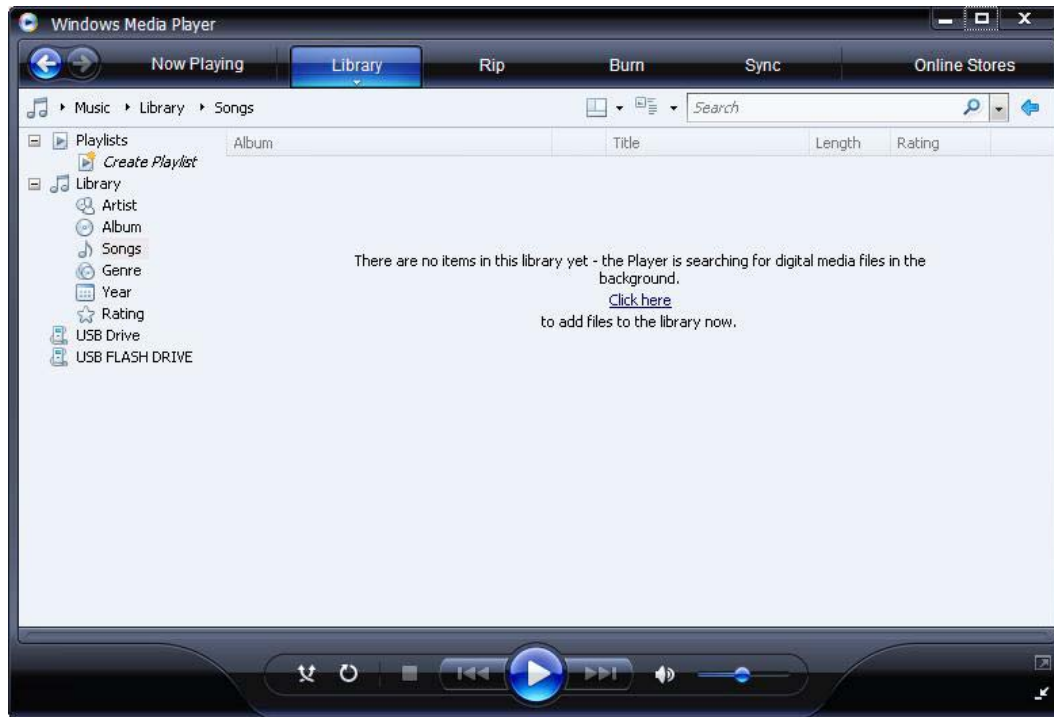 Windows Media Player
Now Playing Library Rip Burn Sync Online Stores
Music Library Songs Search
Playlists
Create Playlist
Library
Artist
Album
Songs
Genre
Year
Rating
USB Drive
USB FLASH DRIVE
Album Title Length Rating
There are no items in this library yet - the Player is searching for digital media files in the
background.
Click here
to add files to the library now.